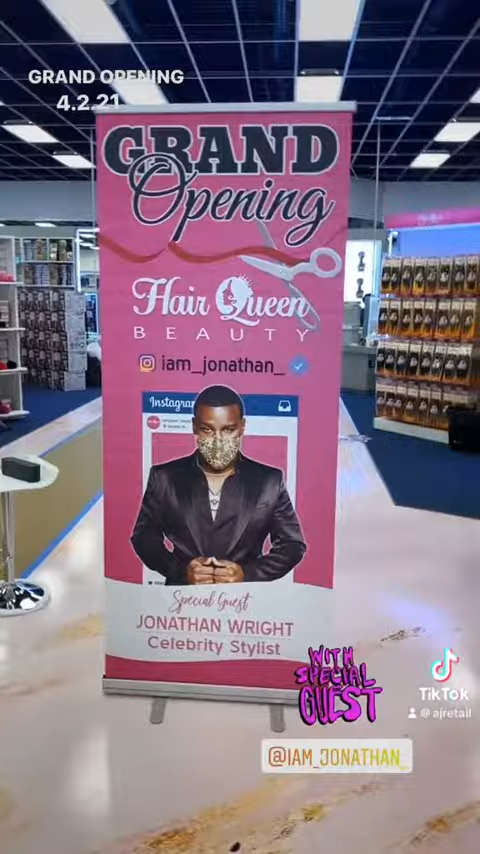 GRAND OPENING
4.2.21
GRAND
Opening
Hair Queen
BEAUTY
iam_jonathan_
Instagram
Special Guest
JONATHAN WRIGHT
Celebrity Stylist
WITH
SPECIAL
GUEST
TikTok
@ajretail
@IAM_JONATHAN_